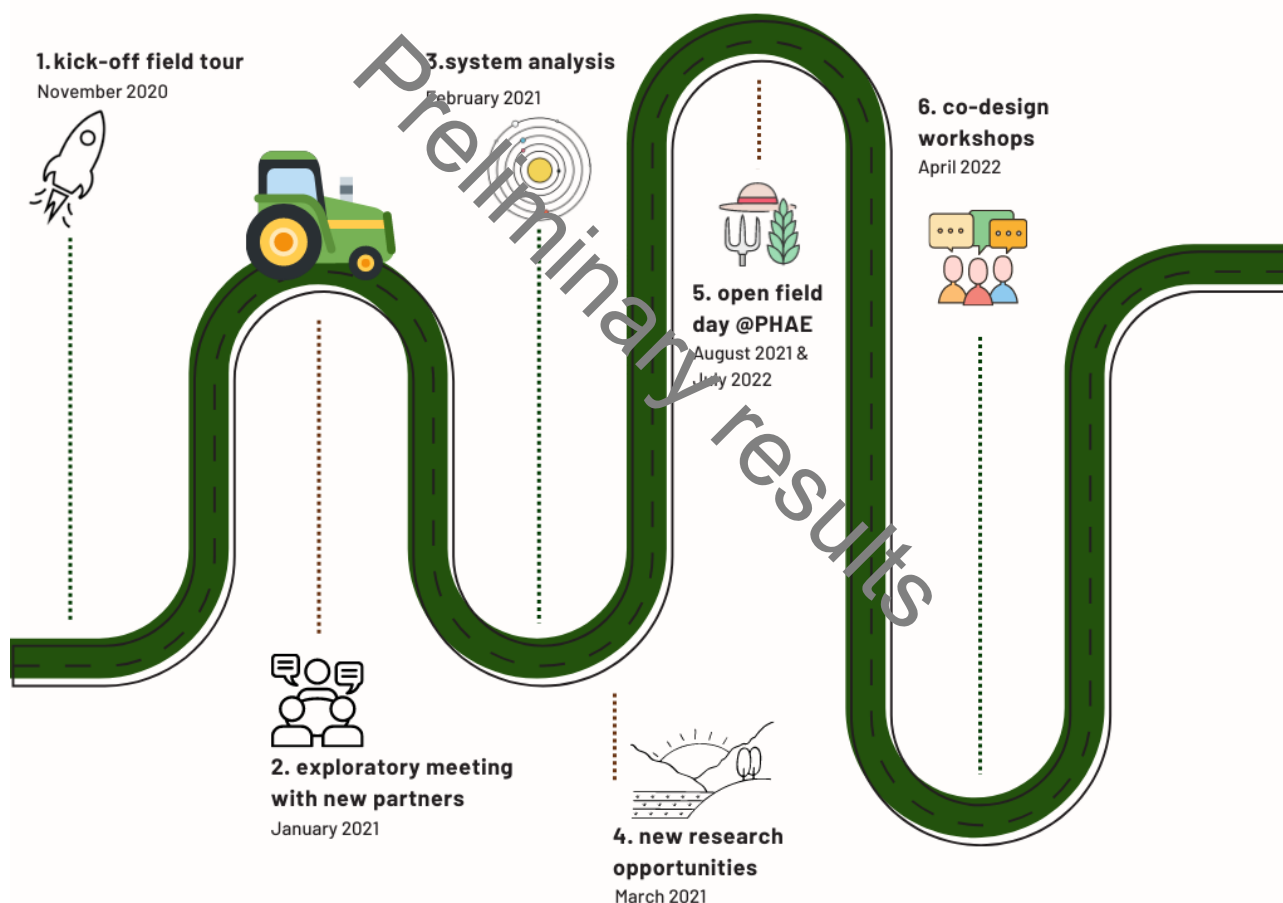 1.kick-off field tour
November 2020
3.system analysis
February 2021
6. co-design
workshops
April 2022
5. open field
day @PHAE
August 2021 &
July 2022
2. exploratory meeting
with new partners
January 2021
4. new research
opportunities
March 2021
Preliminary results